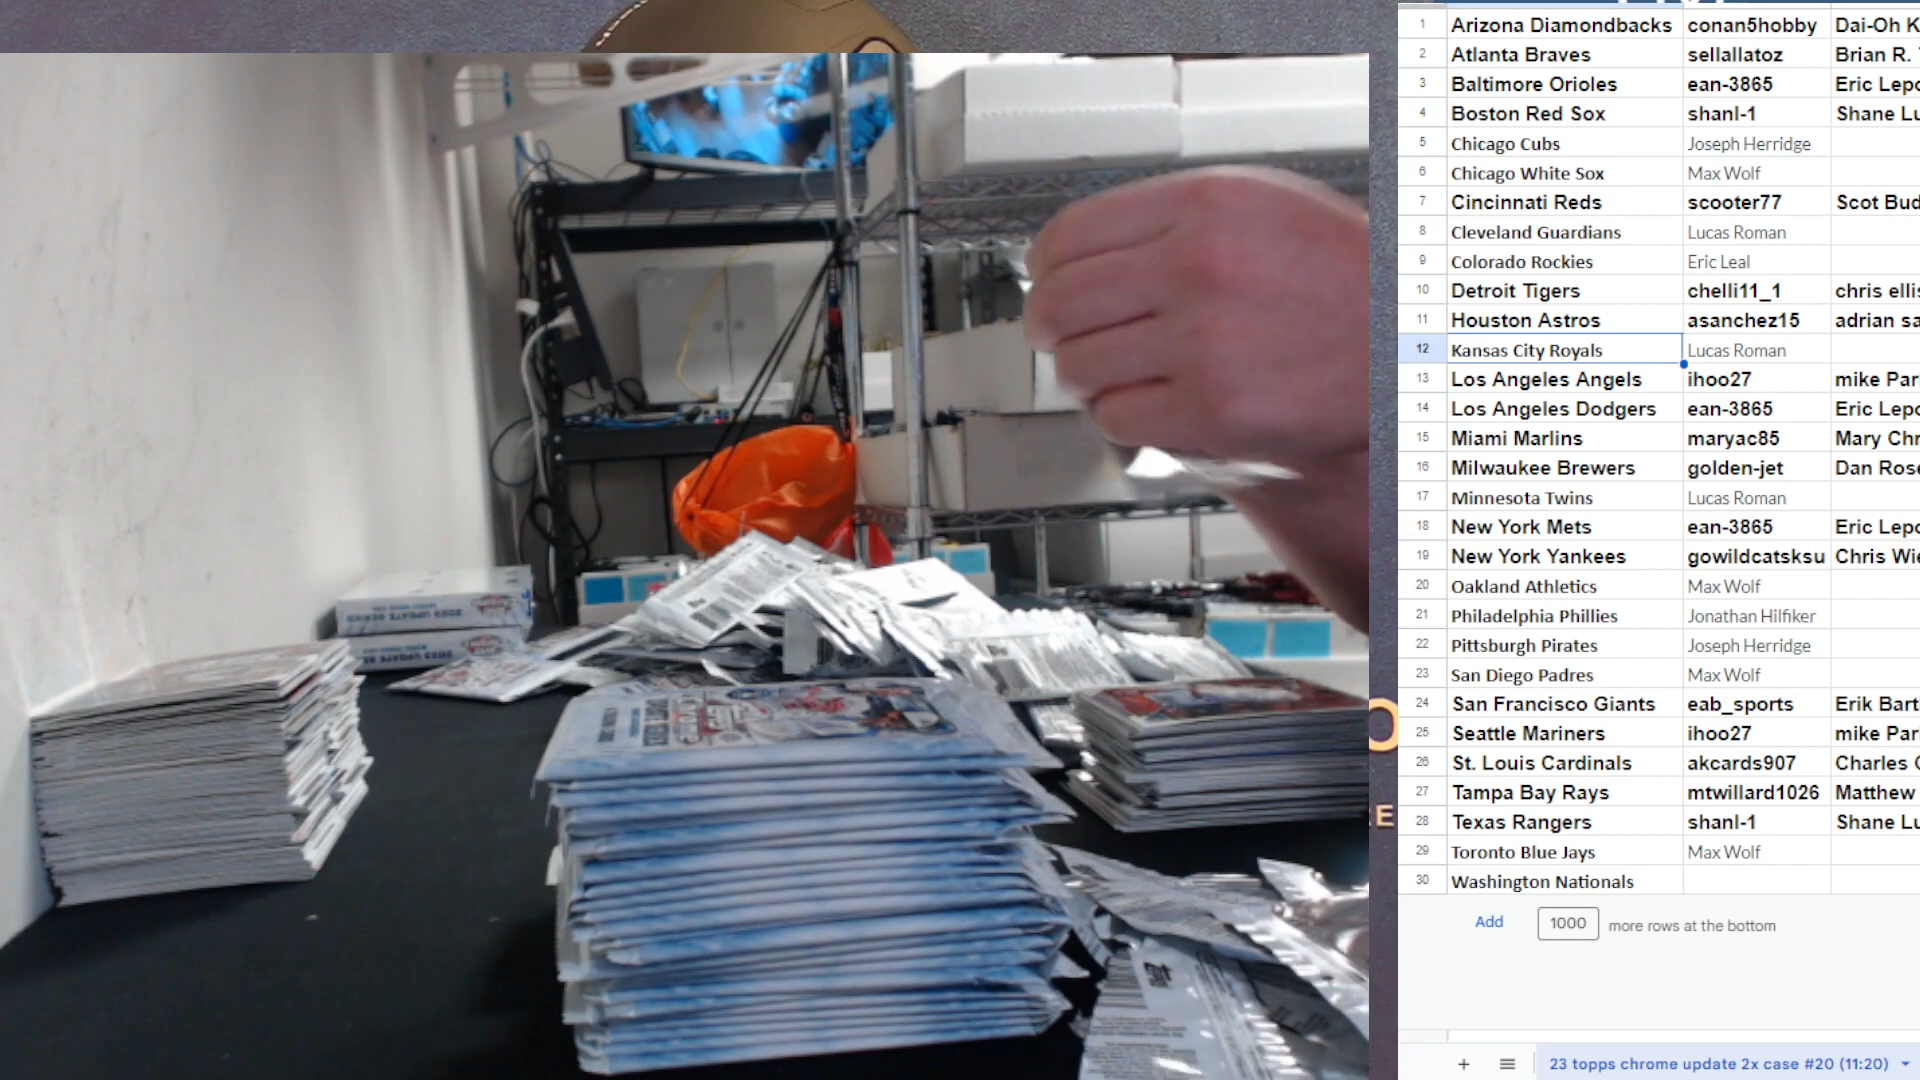 1 Arizona Diamondbacks conan5hobby Dai-Oh K
2 Atlanta Braves sellallatoz Brian R.
3 Baltimore Orioles ean-3865 Eric Lepo
4 Boston Red Sox shanl-1 Shane Lu
5 Chicago Cubs Joseph Herridge
6 Chicago White Sox Max Wolf
7 Cincinnati Reds scooter77 Scot Bud
8 Cleveland Guardians Lucas Roman
9 Colorado Rockies Eric Leal
10 Detroit Tigers chelli11_1 chris ellis
11 Houston Astros asanchez15 adrian sa
12 Kansas City Royals Lucas Roman
13 Los Angeles Angels ihoo27 mike Par
14 Los Angeles Dodgers ean-3865 Eric Lepo
15 Miami Marlins maryac85 Mary Chr
16 Milwaukee Brewers golden-jet Dan Rose
17 Minnesota Twins Lucas Roman
18 New York Mets ean-3865 Eric Lepo
19 New York Yankees gowildcatsksu Chris Wie
20 Oakland Athletics Max Wolf
21 Philadelphia Phillies Jonathan Hilfiker
22 Pittsburgh Pirates Joseph Herridge
23 San Diego Padres Max Wolf
24 San Francisco Giants eab_sports Erik Bart
25 Seattle Mariners ihoo27 mike Par
26 St. Louis Cardinals akcards907 Charles C
27 Tampa Bay Rays mtwillard1026 Matthew
28 Texas Rangers shanl-1 Shane Lu
29 Toronto Blue Jays Max Wolf
30 Washington Nationals
Add 1000 more rows at the bottom
23 topps chrome update 2x case #20 (11:20)
2023 UPDATE SERIES